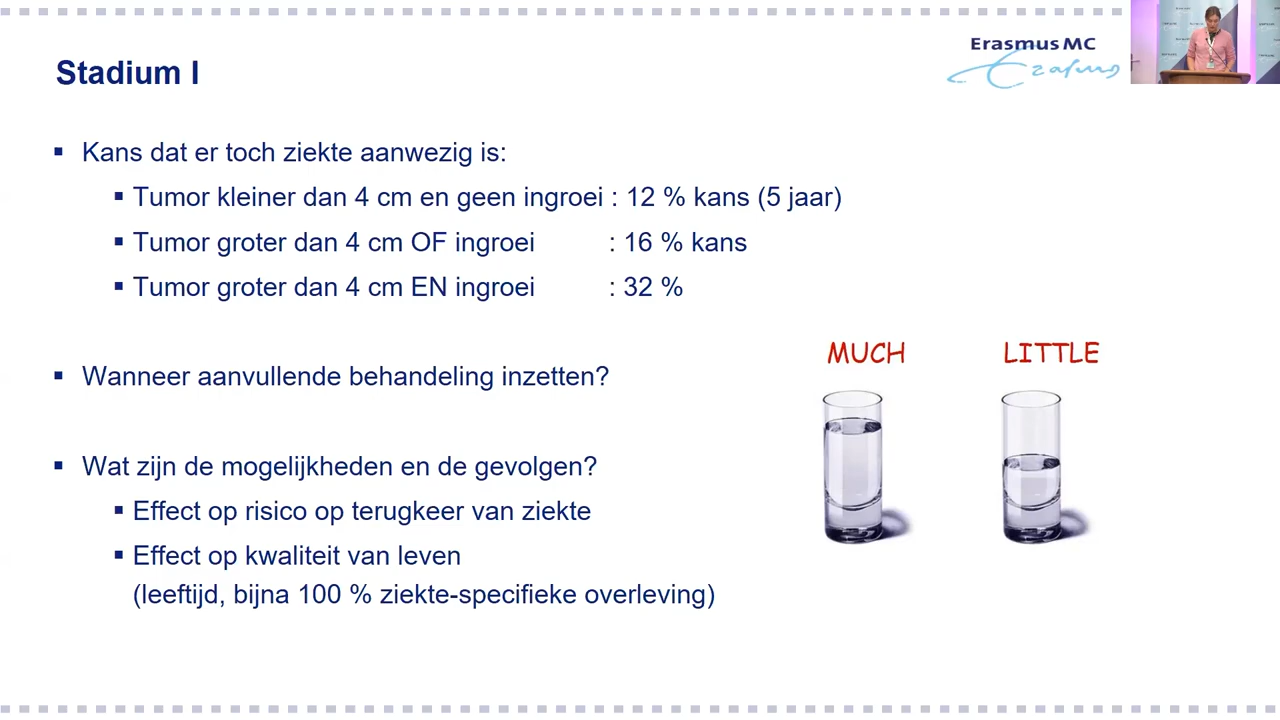 Erasmus MC
Erasmus
Stadium I
Kans dat er toch ziekte aanwezig is:
Tumor kleiner dan 4 cm en geen ingroei : 12 % kans (5 jaar)
Tumor groter dan 4 cm OF ingroei : 16 % kans
Tumor groter dan 4 cm EN ingroei : 32 %
MUCH LITTLE
Wanneer aanvullende behandeling inzetten?
Wat zijn de mogelijkheden en de gevolgen?
Effect op risico op terugkeer van ziekte
Effect op kwaliteit van leven
(leeftijd, bijna 100 % ziekte-specifieke overleving)